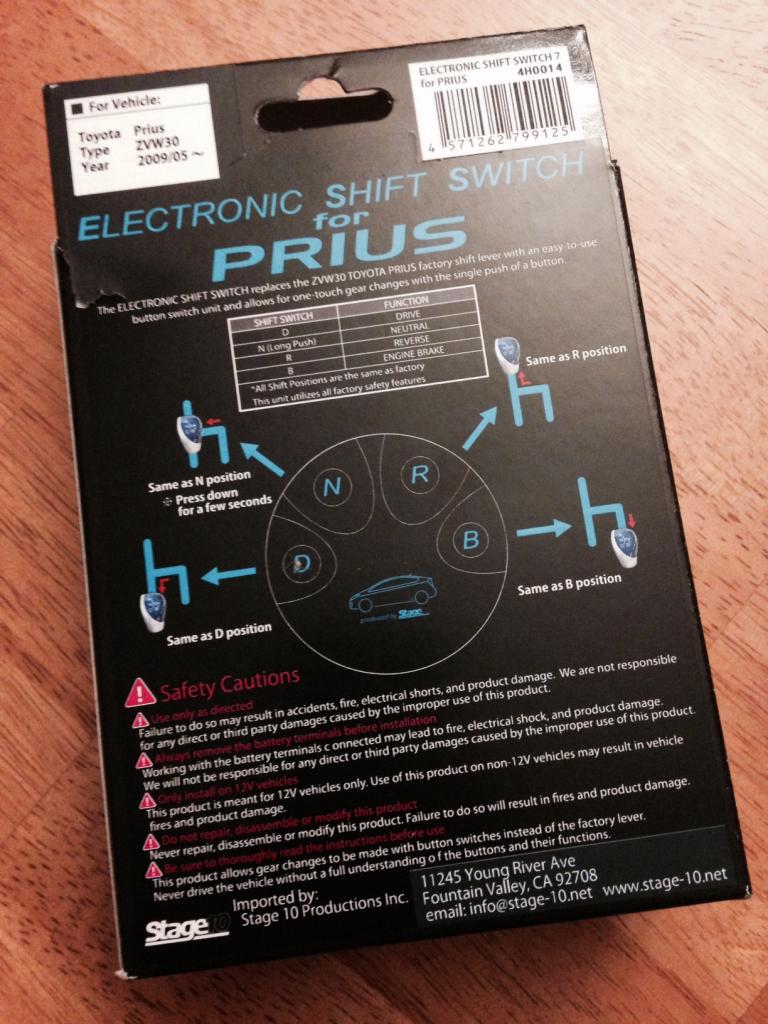 ■ For Vehicle:
Toyota Prius
Type ZVW30
Year 2009/05 ～
ELECTRONIC SHIFT SWITCH 7
for PRIUS 4H0014
4 571262 799125
ELECTRONIC SHIFT SWITCH
for
PRIUS
The ELECTRONIC SHIFT SWITCH replaces the ZVW30 TOYOTA PRIUS factory shift lever with an easy-to-use
button switch unit and allows for one-touch gear changes with the single push of a button.
SHIFT SWITCH FUNCTION
D DRIVE
N (Long Push) NEUTRAL
R REVERSE
B ENGINE BRAKE
*All Shift Positions are the same as factory
This unit utilizes all factory safety features
Same as R position
Same as N position
※ Press down
for a few seconds
N
R
D
B
Same as B position
Same as D position
produced by Stage
Safety Cautions
Use only as directed
Failure to do so may result in accidents, fire, electrical shorts, and product damage. We are not responsible
for any direct or third party damages caused by the improper use of this product.
Always remove the battery terminals before installation
Working with the battery terminals c onnected may lead to fire, electrical shock, and product damage.
We will not be responsible for any direct or third party damages caused by the improper use of this product.
Only install on 12V vehicles
This product is meant for 12V vehicles only. Use of this product on non-12V vehicles may result in vehicle
fires and product damage.
Do not repair, disassemble or modify this product
Never repair, disassemble or modify this product. Failure to do so will result in fires and product damage.
Be sure to thoroughly read the instructions before use
This product allows gear changes to be made with button switches instead of the factory lever.
Never drive the vehicle without a full understanding o f the buttons and their functions.
Stage10
Imported by:
Stage 10 Productions Inc.
11245 Young River Ave
Fountain Valley, CA 92708
email: info@stage-10.net www.stage-10.net